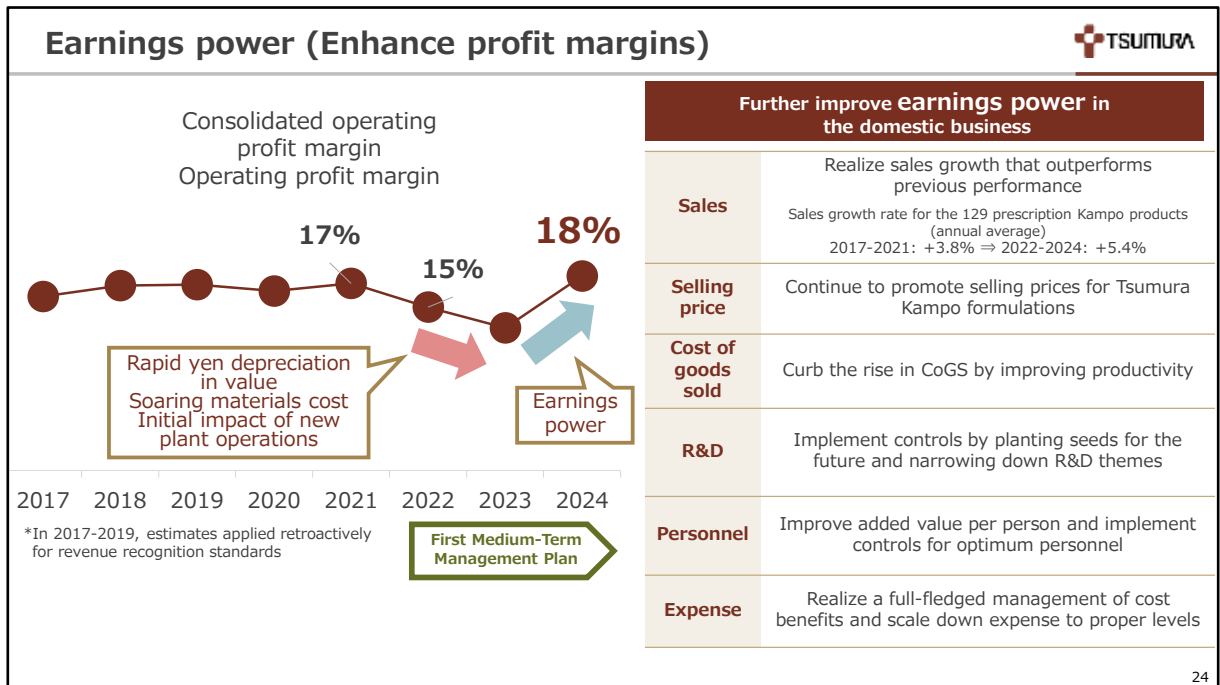 Earnings power (Enhance profit margins)
TSUMURA
Consolidated operating
profit margin
Operating profit margin
17%
15%
18%
Rapid yen depreciation
in value
Soaring materials cost
Initial impact of new
plant operations
Earnings
power
2017 2018 2019 2020 2021 2022 2023 2024
*In 2017-2019, estimates applied retroactively
for revenue recognition standards
First Medium-Term
Management Plan
Further improve earnings power in
the domestic business
Sales
Realize sales growth that outperforms
previous performance
Sales growth rate for the 129 prescription Kampo products
(annual average)
2017-2021: +3.8% ⇒ 2022-2024: +5.4%
Selling
price
Continue to promote selling prices for Tsumura
Kampo formulations
Cost of
goods
sold
Curb the rise in CoGS by improving productivity
R&D
Implement controls by planting seeds for the
future and narrowing down R&D themes
Personnel
Improve added value per person and implement
controls for optimum personnel
Expense
Realize a full-fledged management of cost
benefits and scale down expense to proper levels
24